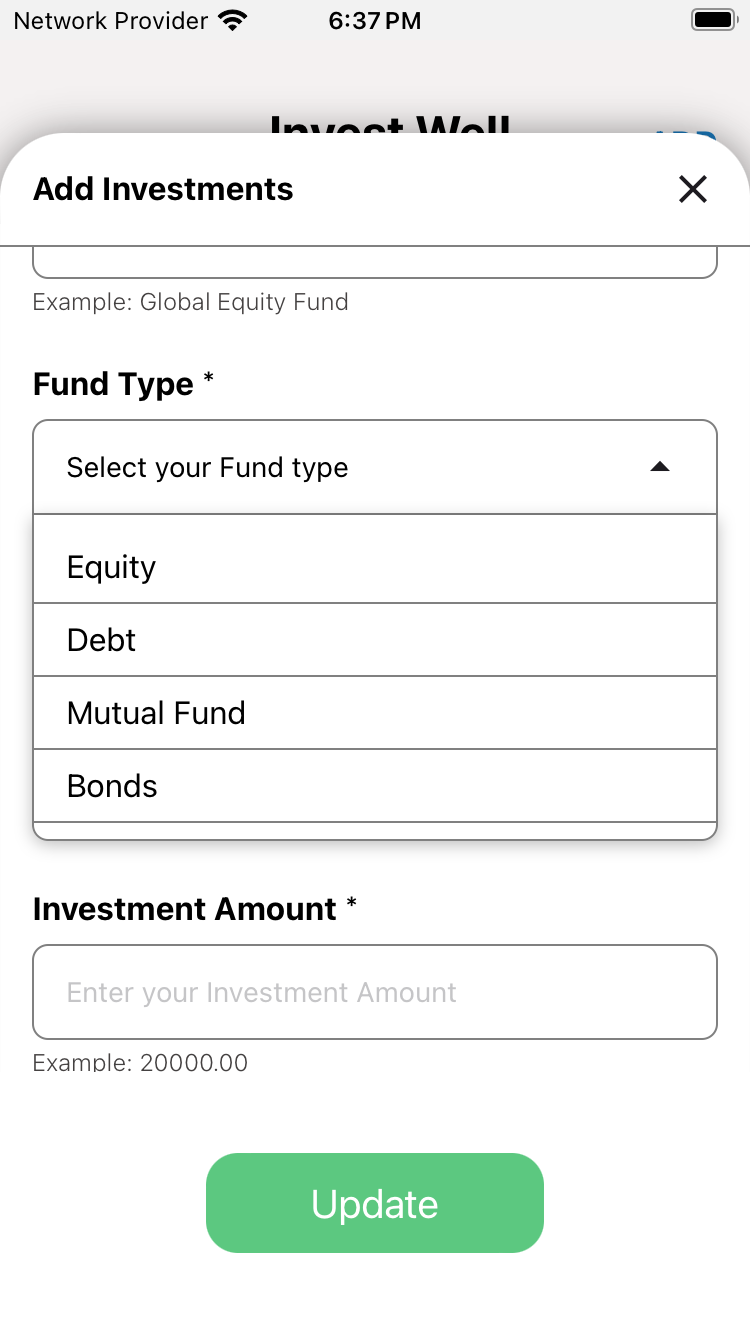 Network Provider 6:37 PM
Invest Well ADD
Add Investments
Example: Global Equity Fund
Fund Type *
Select your Fund type
Equity
Debt
Mutual Fund
Bonds
Investment Amount *
Enter your Investment Amount
Example: 20000.00
Update